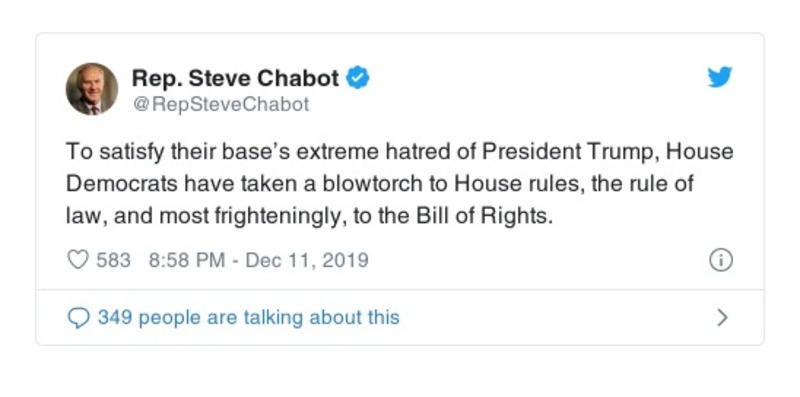 Rep. Steve Chabot
@RepSteveChabot
To satisfy their base’s extreme hatred of President Trump, House
Democrats have taken a blowtorch to House rules, the rule of
law, and most frighteningly, to the Bill of Rights.
583 8:58 PM - Dec 11, 2019
349 people are talking about this